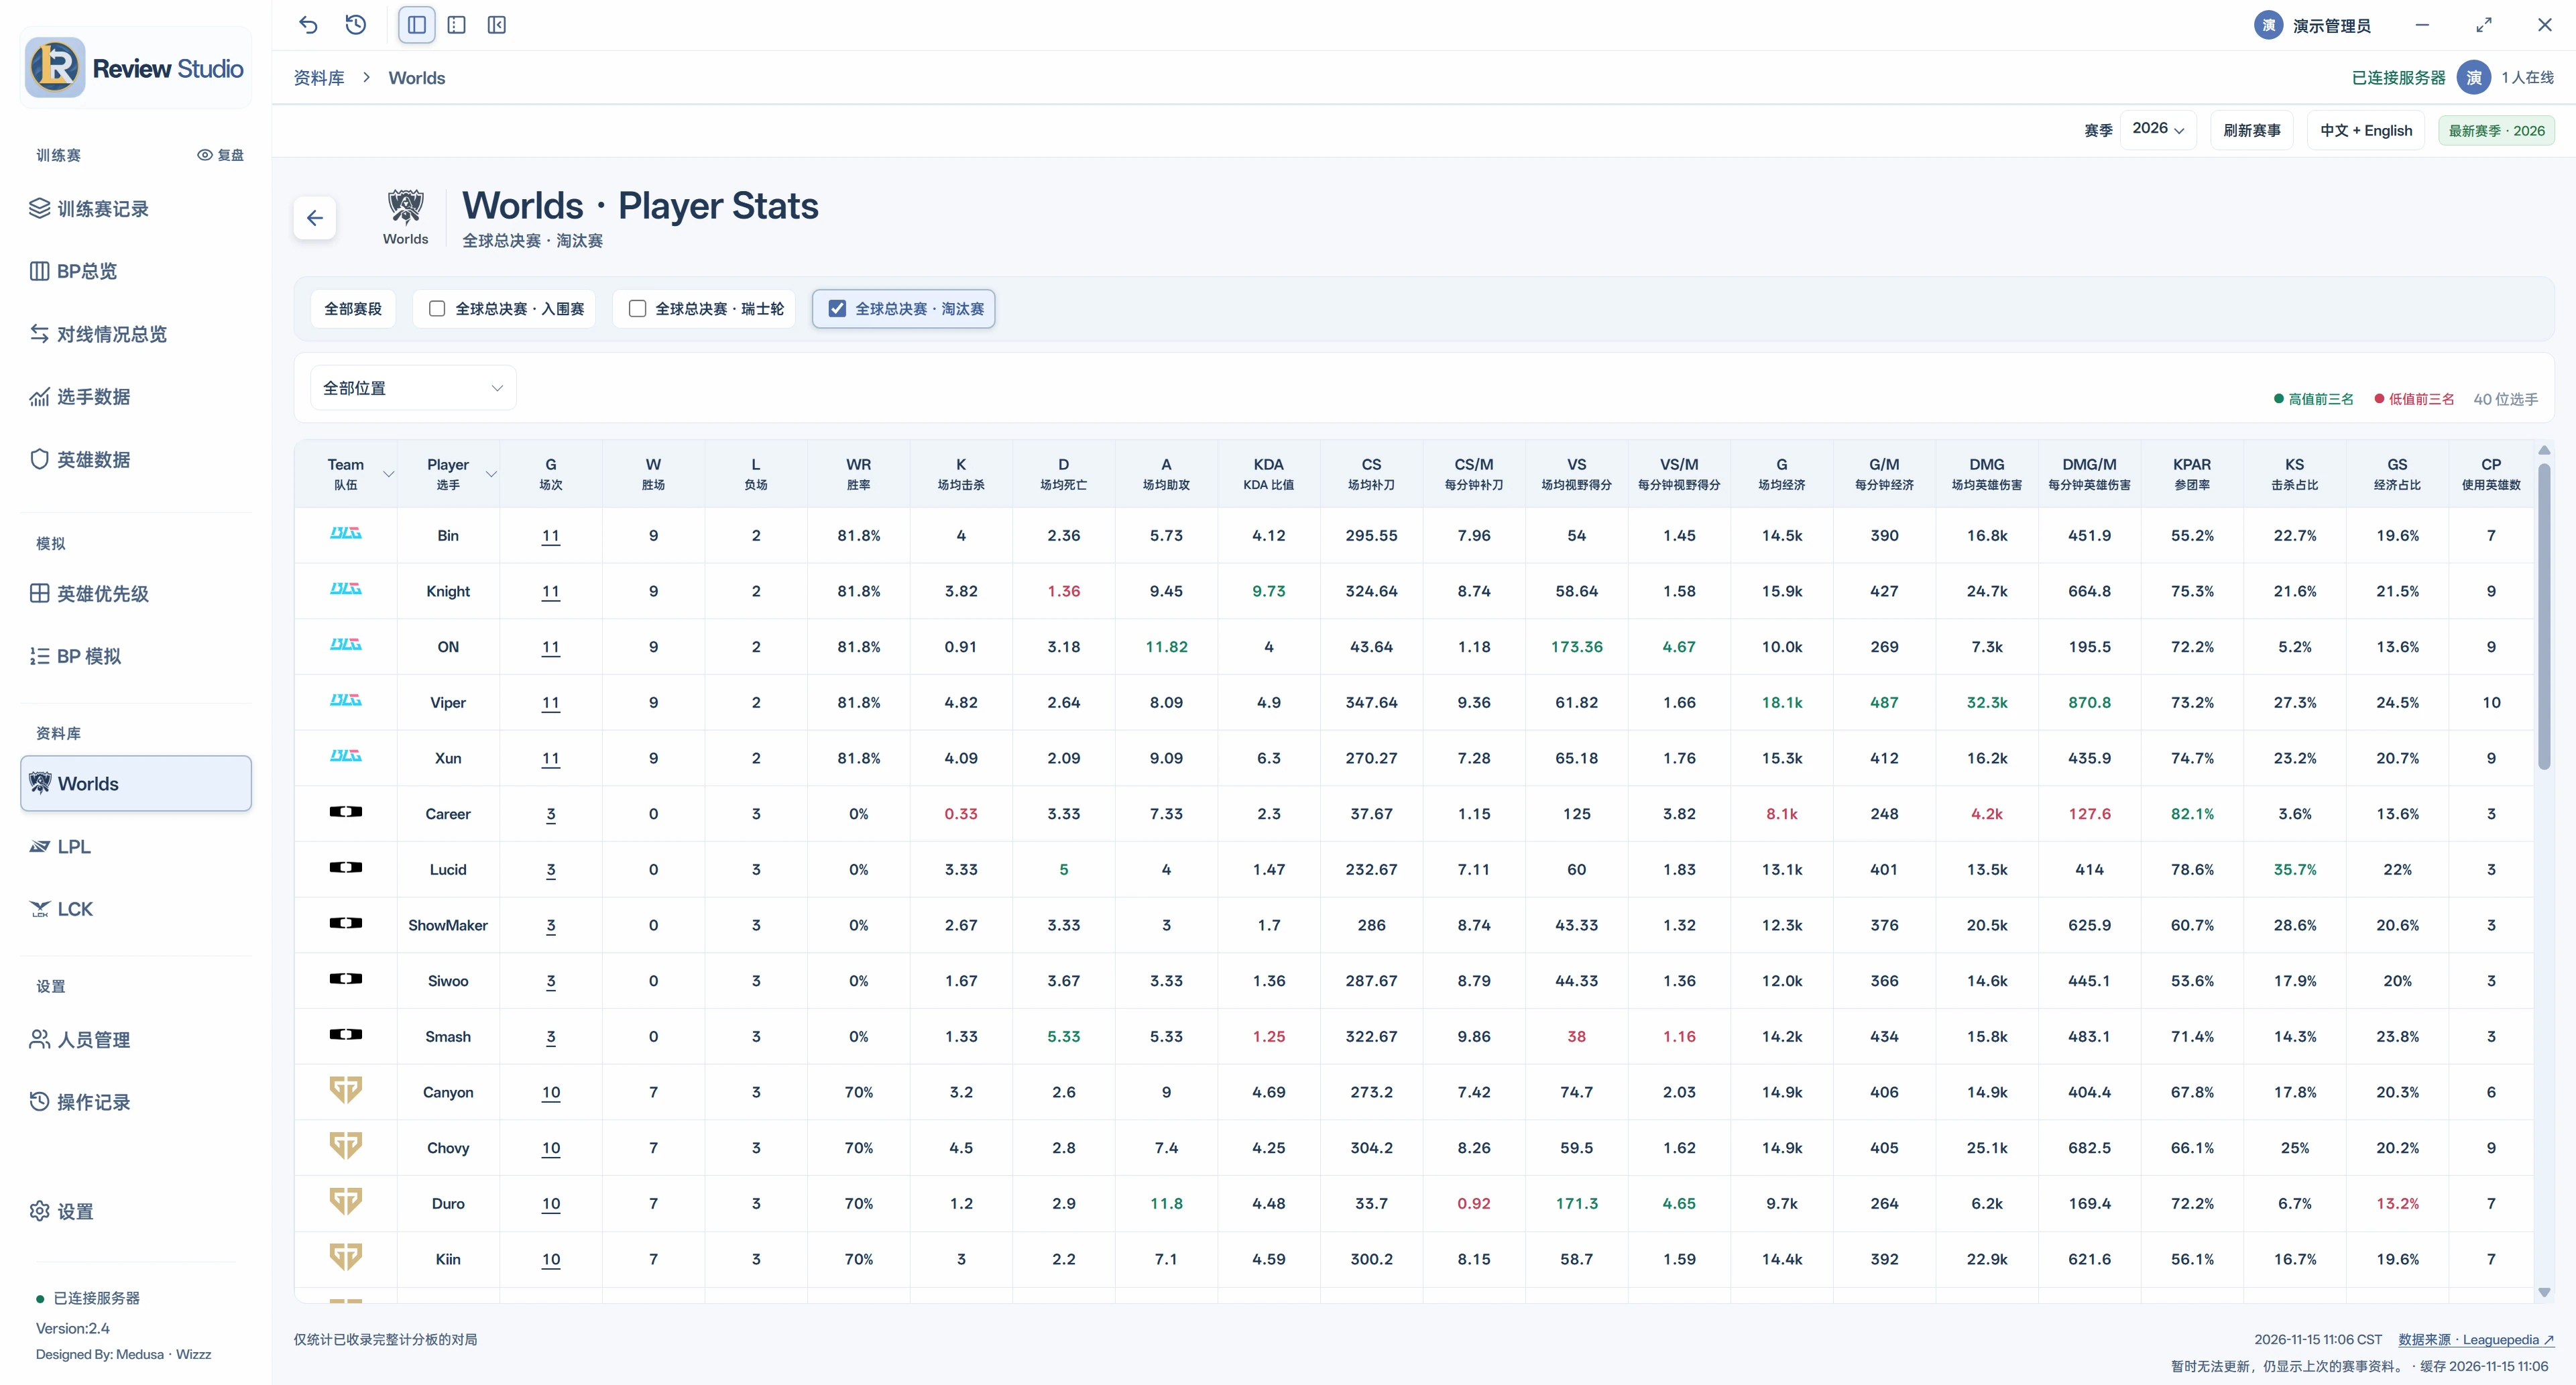 演 演示管理员
Review Studio
资料库 > Worlds
已连接服务器 演 1 人在线
赛季 2026 刷新赛事 中文 + English 最新赛季 · 2026
训练赛 复盘
训练赛记录
BP总览
对线情况总览
选手数据
英雄数据
模拟
英雄优先级
BP 模拟
资料库
Worlds
LPL
LCK
设置
人员管理
操作记录
设置
已连接服务器
Version:2.4
Designed By: Medusa · Wizzz
Worlds
Worlds · Player Stats
全球总决赛 · 淘汰赛
全部赛段 全球总决赛 · 入围赛 全球总决赛 · 瑞士轮 全球总决赛 · 淘汰赛
全部位置
高值前三名 低值前三名 40 位选手
Team Player G W L WR K D A KDA CS CS/M VS VS/M G G/M DMG DMG/M KPAR KS GS CP
队伍 选手 场次 胜场 负场 胜率 场均击杀 场均死亡 场均助攻 KDA 比值 场均补刀 每分钟补刀 场均视野得分 每分钟视野得分 场均经济 每分钟经济 场均英雄伤害 每分钟英雄伤害 参团率 击杀占比 经济占比 使用英雄数
BLG Bin 11 9 2 81.8% 4 2.36 5.73 4.12 295.55 7.96 54 1.45 14.5k 390 16.8k 451.9 55.2% 22.7% 19.6% 7
BLG Knight 11 9 2 81.8% 3.82 1.36 9.45 9.73 324.64 8.74 58.64 1.58 15.9k 427 24.7k 664.8 75.3% 21.6% 21.5% 9
BLG ON 11 9 2 81.8% 0.91 3.18 11.82 4 43.64 1.18 173.36 4.67 10.0k 269 7.3k 195.5 72.2% 5.2% 13.6% 9
BLG Viper 11 9 2 81.8% 4.82 2.64 8.09 4.9 347.64 9.36 61.82 1.66 18.1k 487 32.3k 870.8 73.2% 27.3% 24.5% 10
BLG Xun 11 9 2 81.8% 4.09 2.09 9.09 6.3 270.27 7.28 65.18 1.76 15.3k 412 16.2k 435.9 74.7% 23.2% 20.7% 9
Career 3 0 3 0% 0.33 3.33 7.33 2.3 37.67 1.15 125 3.82 8.1k 248 4.2k 127.6 82.1% 3.6% 13.6% 3
Lucid 3 0 3 0% 3.33 5 4 1.47 232.67 7.11 60 1.83 13.1k 401 13.5k 414 78.6% 35.7% 22% 3
ShowMaker 3 0 3 0% 2.67 3.33 3 1.7 286 8.74 43.33 1.32 12.3k 376 20.5k 625.9 60.7% 28.6% 20.6% 3
Siwoo 3 0 3 0% 1.67 3.67 3.33 1.36 287.67 8.79 44.33 1.36 12.0k 366 14.6k 445.1 53.6% 17.9% 20% 3
Smash 3 0 3 0% 1.33 5.33 5.33 1.25 322.67 9.86 38 1.16 14.2k 434 15.8k 483.1 71.4% 14.3% 23.8% 3
Canyon 10 7 3 70% 3.2 2.6 9 4.69 273.2 7.42 74.7 2.03 14.9k 406 14.9k 404.4 67.8% 17.8% 20.3% 6
Chovy 10 7 3 70% 4.5 2.8 7.4 4.25 304.2 8.26 59.5 1.62 14.9k 405 25.1k 682.5 66.1% 25% 20.2% 9
Duro 10 7 3 70% 1.2 2.9 11.8 4.48 33.7 0.92 171.3 4.65 9.7k 264 6.2k 169.4 72.2% 6.7% 13.2% 7
Kiin 10 7 3 70% 3 2.2 7.1 4.59 300.2 8.15 58.7 1.59 14.4k 392 22.9k 621.6 56.1% 16.7% 19.6% 7
仅统计已收录完整计分板的对局
2026-11-15 11:06 CST 数据来源 · Leaguepedia ↗
暂时无法更新，仍显示上次的赛事资料。 · 缓存 2026-11-15 11:06